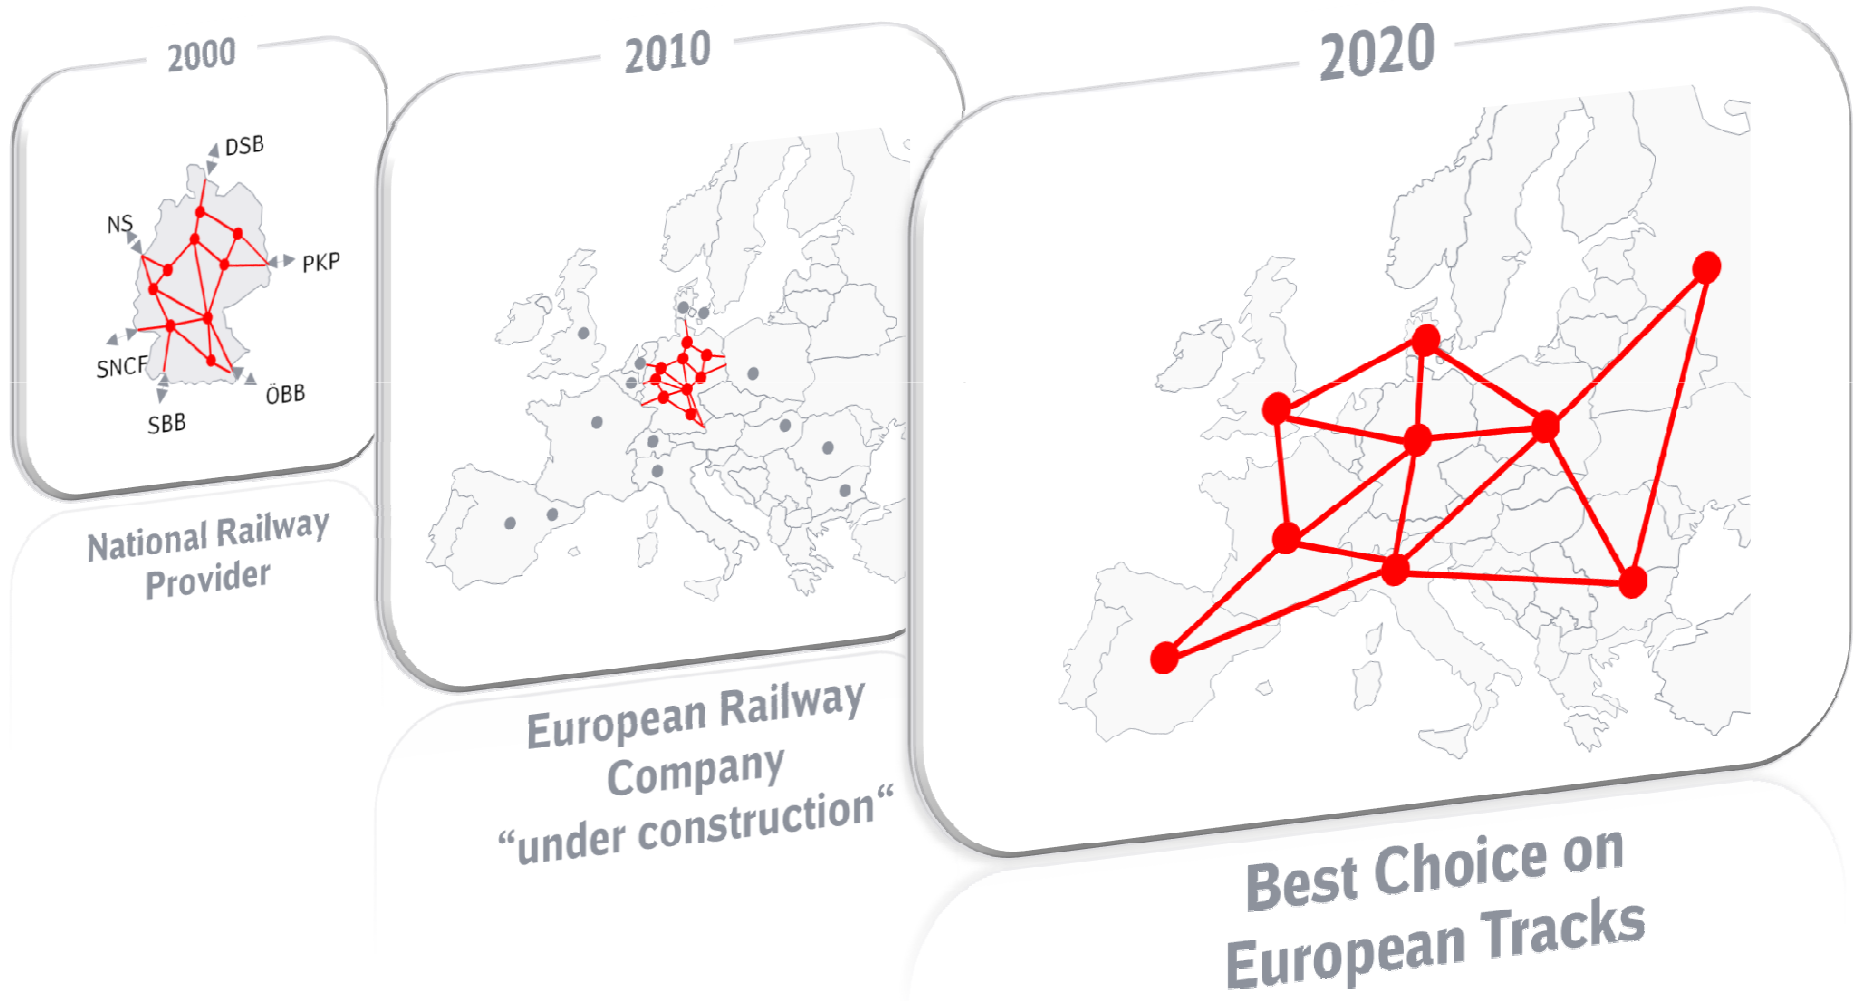 2000
DSB
NS
PKP
SNCF
ÖBB
SBB
National Railway
Provider
2010
European Railway
Company
“under construction“
2020
Best Choice on
European Tracks